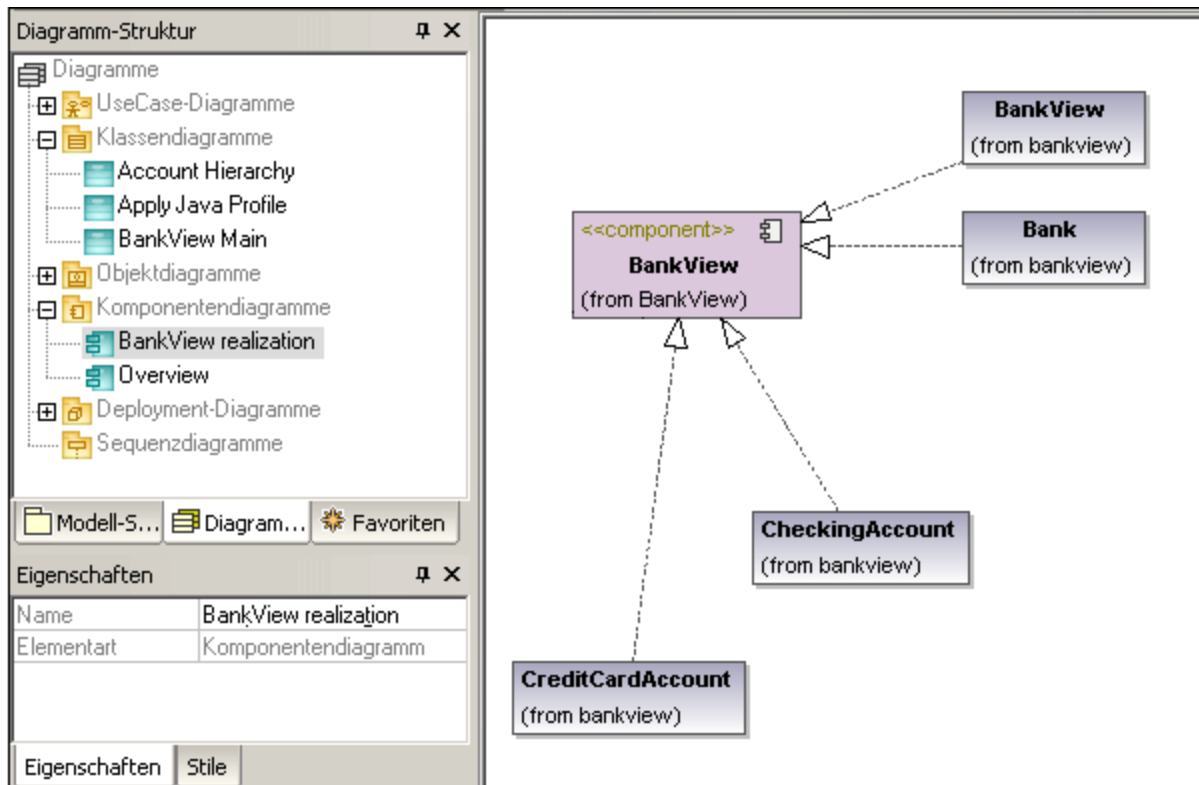 Diagramm-Struktur
Diagramme
UseCase-Diagramme
Klassendiagramme
Account Hierarchy
Apply Java Profile
BankView Main
Objektdiagramme
Komponentendiagramme
BankView realization
Overview
Deployment-Diagramme
Sequenzdiagramme
Modell-S... Diagram... Favoriten
Eigenschaften
Name BankView realization
Elementart Komponentendiagramm
Eigenschaften Stile
BankView
(from bankview)
<<component>>
BankView
(from BankView)
Bank
(from bankview)
CheckingAccount
(from bankview)
CreditCardAccount
(from bankview)